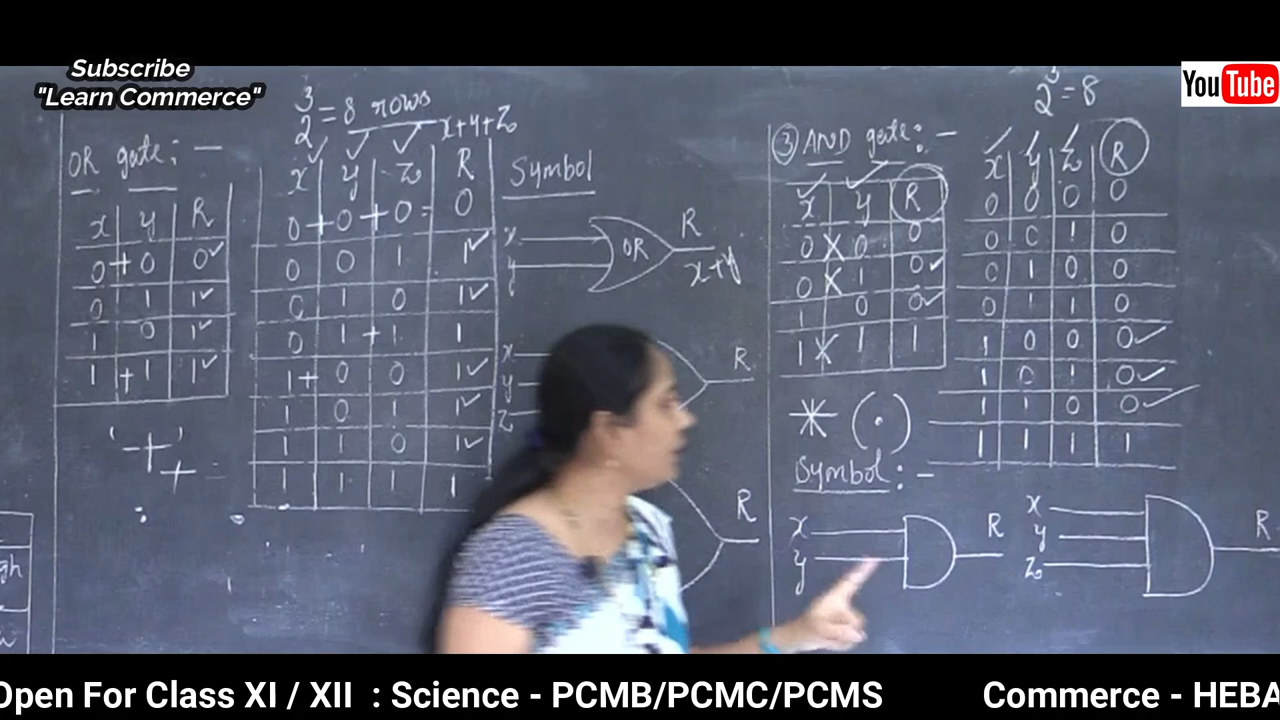 Subscribe
"Learn Commerce"
YouTube
2³ = 8 rows
x+y+z
OR gate : –
x y R
0 + 0 0 ✓
0 1 1 ✓
1 0 1 ✓
1 + 1 1 ✓
'+'
+
x y z R
0 + 0 + 0 = 0
0 0 1 1 ✓
0 1 0 1 ✓
0 1 + 1 1
1 + 0 0 1 ✓
1 0 1 1 ✓
1 1 0 1 ✓
1 1 1 1
Symbol
x
y
OR
R
x+y
x
y
z
R
R
③ AND gate : –
x y R
0 x 0 0
0 x 1 0 ✓
1 0 0 ✓
1 x 1 1
* (·)
2³ = 8
x y z R
0 0 0 0
0 0 1 0
0 1 0 0
0 1 1 0
1 0 0 0 ✓
1 0 1 0 ✓
1 1 0 0 ✓
1 1 1 1
Symbol : –
x
y
R
x
y
z
R
Open For Class XI / XII : Science - PCMB/PCMC/PCMS Commerce - HEBA